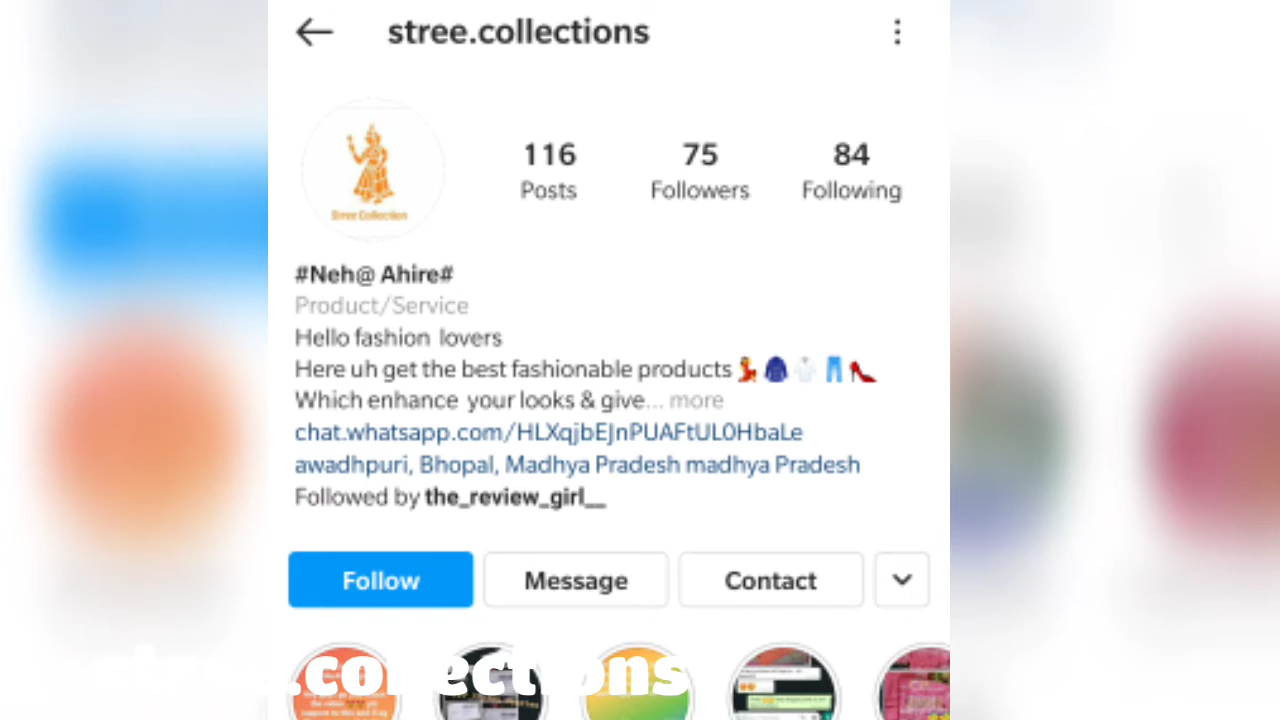 stree.collections
116
75
84
Posts
Followers
Following
Stree Collection
#Neh@ Ahire#
Product/Service
Hello fashion lovers
Here uh get the best fashionable products
Which enhance your looks & give... more
chat.whatsapp.com/HLXqjbEJnPUAFtUL0HbaLe
awadhpuri, Bhopal, Madhya Pradesh madhya Pradesh
Followed by the_review_girl__
Follow
Message
Contact
stree.collections